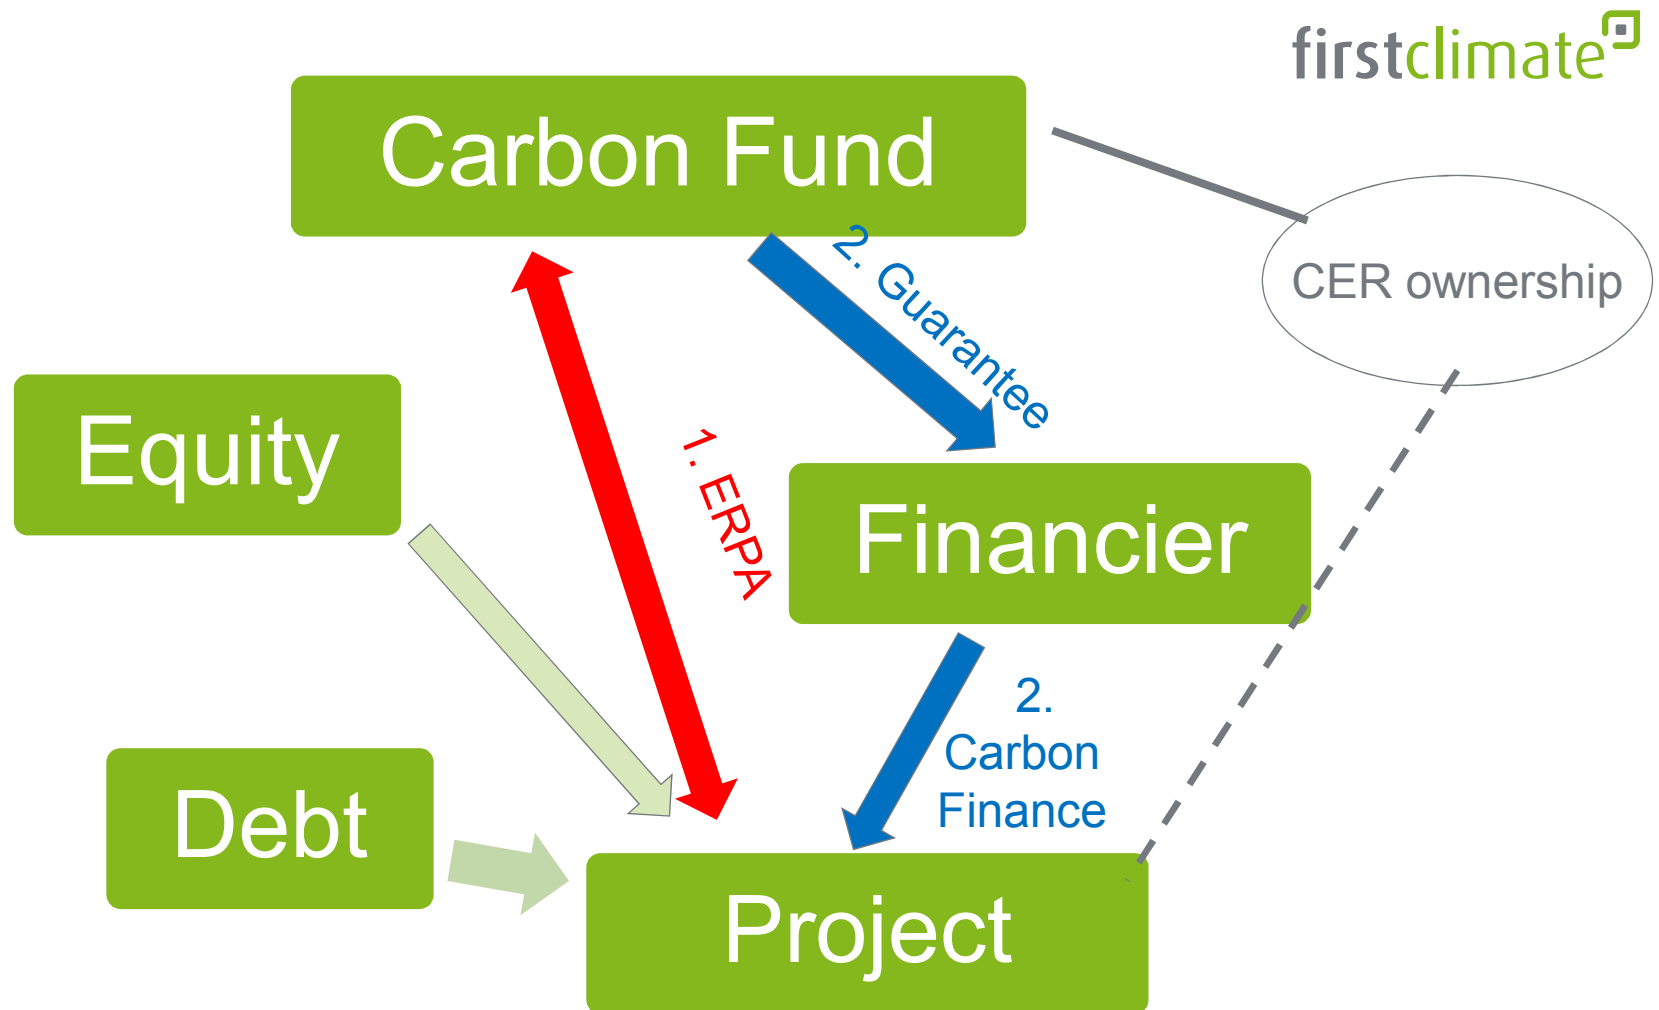 firstclimate
Carbon Fund
2. Guarantee
CER ownership
Equity
1. ERPA
Financier
2.
Carbon
Finance
Debt
Project